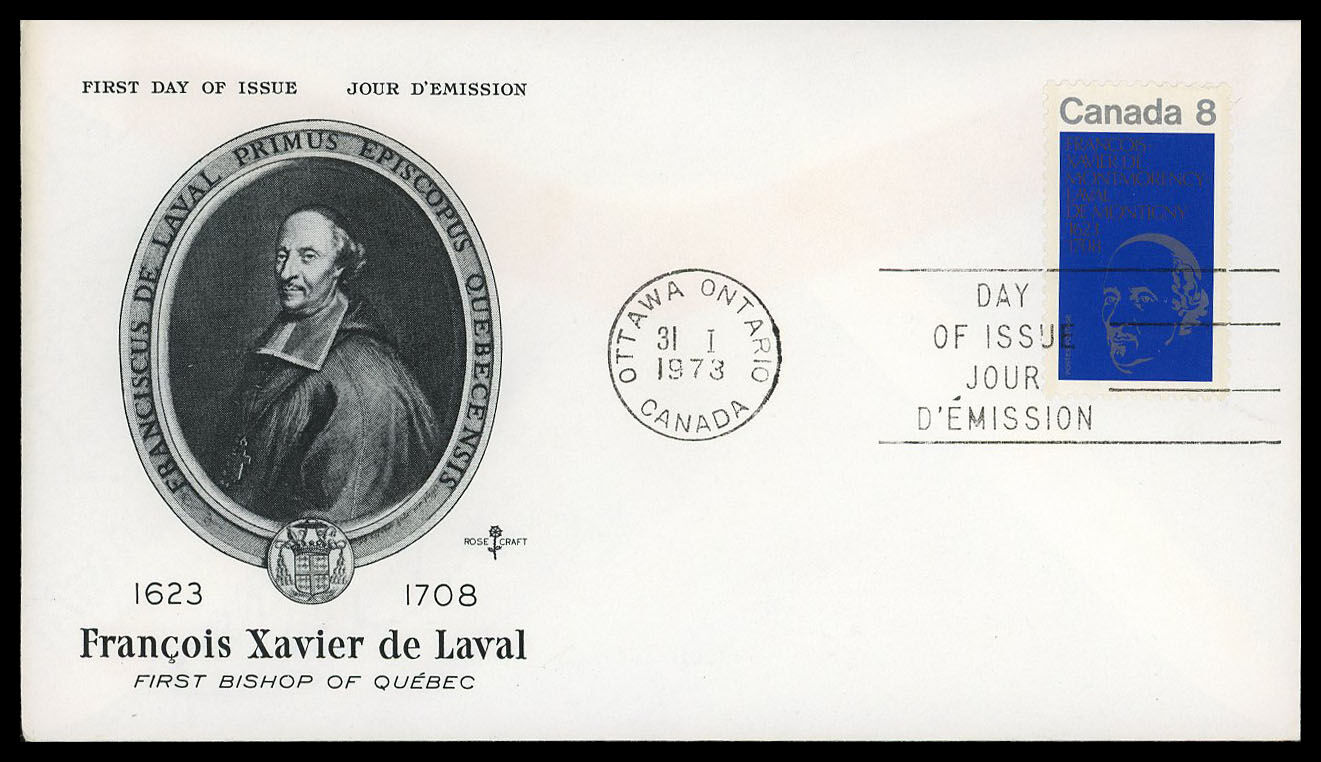 FIRST DAY OF ISSUE JOUR D'EMISSION
FRANCISCUS DE LAVAL PRIMUS EPISCOPUS QUEBECENSIS
ROSE CRAFT
1623 1708
François Xavier de Laval
FIRST BISHOP OF QUÉBEC
OTTAWA ONTARIO
31 I
1973
CANADA
Canada 8
FRANÇOIS-
XAVIER DE
MONTMORENCY
LAVAL
DE MONTIGNY
1623
1708
DAY
OF ISSUE
JOUR
D'ÉMISSION